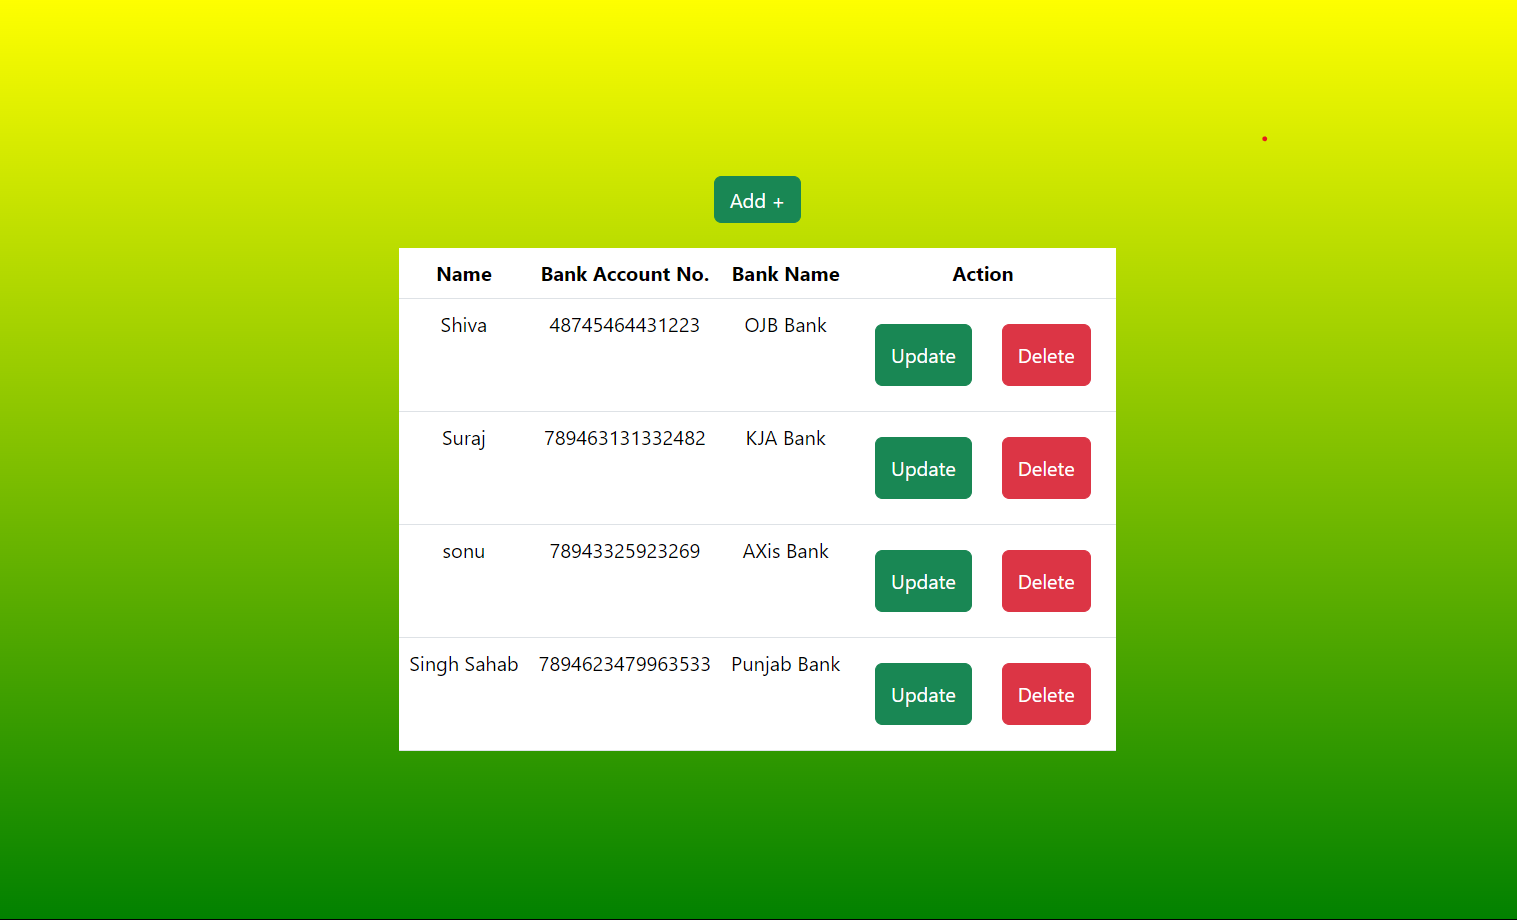 Add +
Name Bank Account No. Bank Name Action
Shiva 48745464431223 OJB Bank Update Delete
Suraj 789463131332482 KJA Bank Update Delete
sonu 78943325923269 AXis Bank Update Delete
Singh Sahab 7894623479963533 Punjab Bank Update Delete